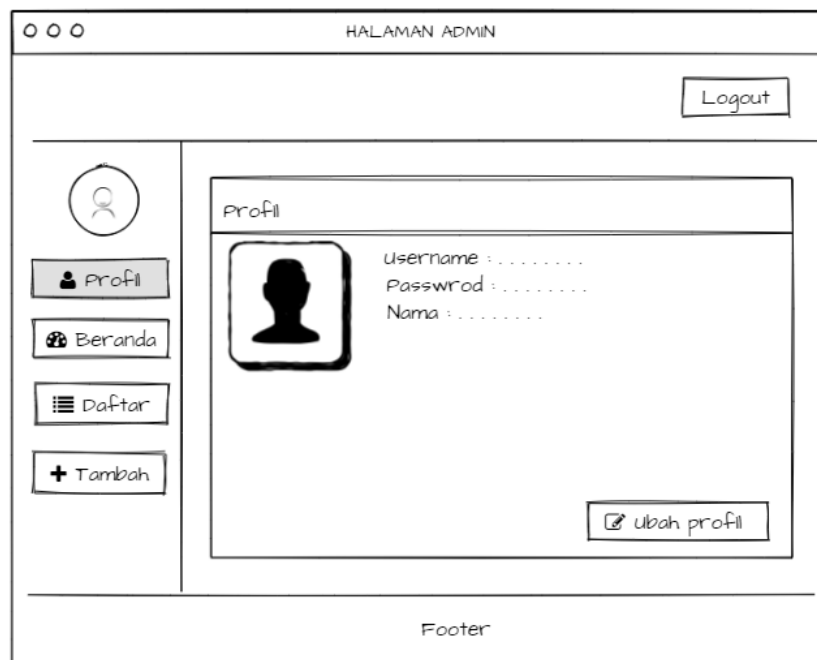 HALAMAN ADMIN
Logout
Profil
Beranda
Daftar
Tambah
Profil
Username : . . . . . . . .
Passwrod : . . . . . . . .
Nama : . . . . . . . .
Ubah profil
Footer